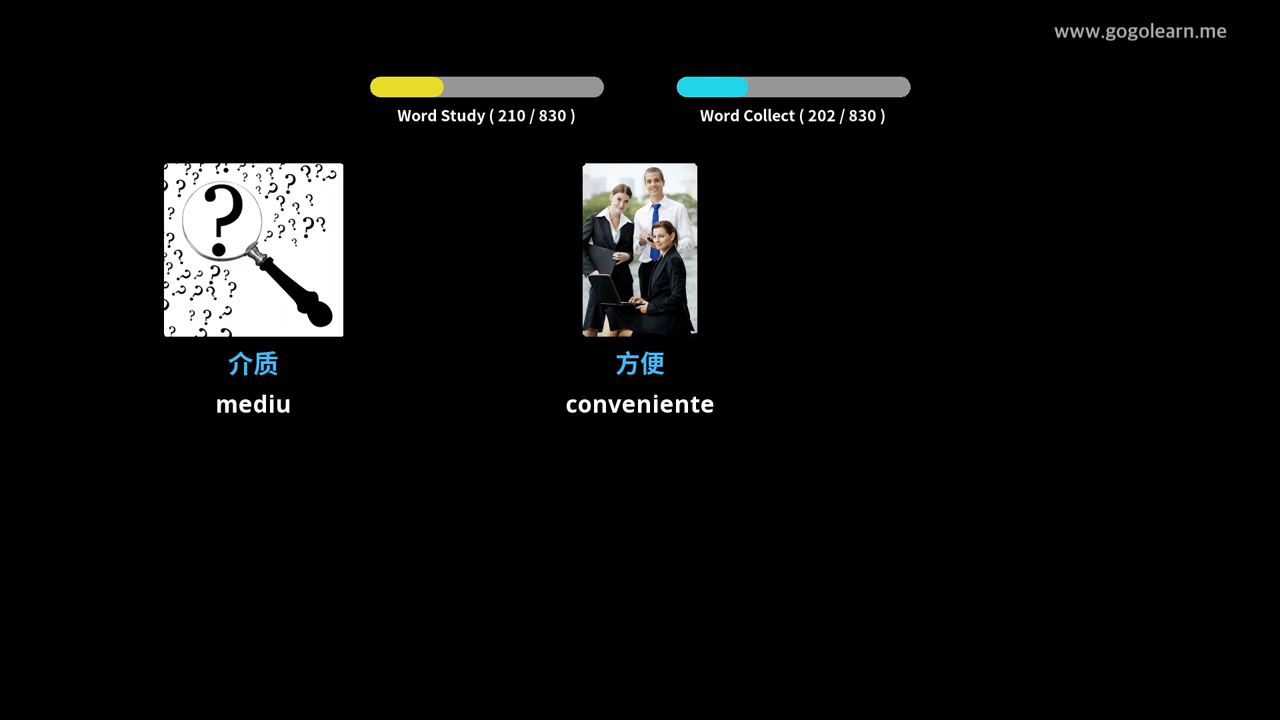 www.gogolearn.me
Word Study ( 210 / 830 )
Word Collect ( 202 / 830 )
介质
mediu
方便
conveniente